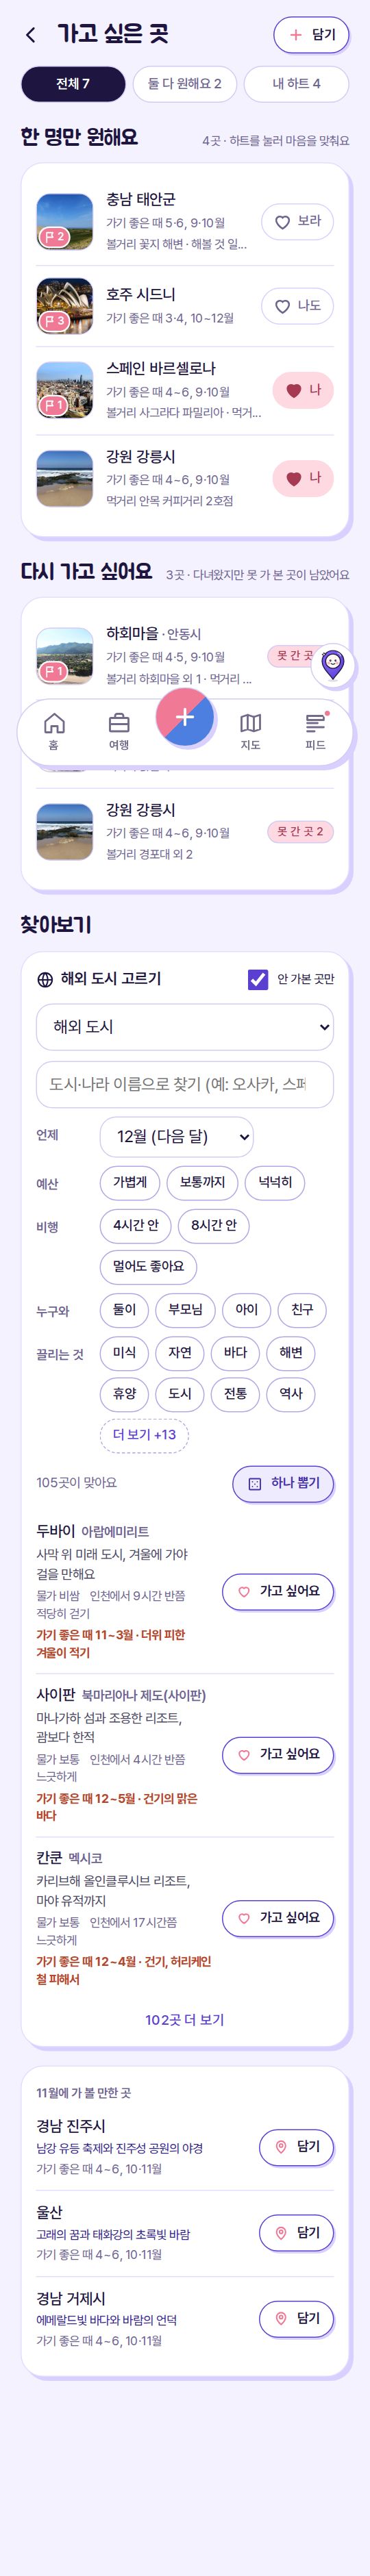 가고 싶은 곳
담기
전체 7
둘 다 원해요 2
내 하트 4
한 명만 원해요
4곳 · 하트를 눌러 마음을 맞춰요
충남 태안군
가기 좋은 때 5·6, 9·10월
볼거리 꽃지 해변 · 해볼 것 일...
2
보라
호주 시드니
가기 좋은 때 3·4, 10~12월
3
나도
스페인 바르셀로나
가기 좋은 때 4~6, 9·10월
볼거리 사그라다 파밀리아 · 먹거...
1
나
강원 강릉시
가기 좋은 때 4~6, 9·10월
먹거리 안목 커피거리 2호점
나
다시 가고 싶어요
3곳 · 다녀왔지만 못 가 본 곳이 남았어요
하회마을 · 안동시
가기 좋은 때 4·5, 9·10월
볼거리 하회마을 외 1 · 먹거리 ...
1
못 간 곳
홈
여행
지도
피드
강원 강릉시
가기 좋은 때 4~6, 9·10월
볼거리 경포대 외 2
못 간 곳 2
찾아보기
해외 도시 고르기
안 가본 곳만
해외 도시
도시·나라 이름으로 찾기 (예: 오사카, 스페
언제
12월 (다음 달)
예산
가볍게
보통까지
넉넉히
비행
4시간 안
8시간 안
멀어도 좋아요
누구와
둘이
부모님
아이
친구
끌리는 것
미식
자연
바다
해변
휴양
도시
전통
역사
더 보기 +13
105곳이 맞아요
하나 뽑기
두바이 아랍에미리트
사막 위 미래 도시, 겨울에 가야
걸을 만해요
물가 비쌈 인천에서 9시간 반쯤
적당히 걷기
가기 좋은 때 11~3월 · 더위 피한
겨울이 적기
가고 싶어요
사이판 북마리아나 제도(사이판)
마나가하 섬과 조용한 리조트,
괌보다 한적
물가 보통 인천에서 4시간 반쯤
느긋하게
가기 좋은 때 12~5월 · 건기의 맑은
바다
가고 싶어요
칸쿤 멕시코
카리브해 올인클루시브 리조트,
마야 유적까지
물가 보통 인천에서 17시간쯤
느긋하게
가기 좋은 때 12~4월 · 건기, 허리케인
철 피해서
가고 싶어요
102곳 더 보기
11월에 가 볼 만한 곳
경남 진주시
남강 유등 축제와 진주성 공원의 야경
가기 좋은 때 4~6, 10·11월
담기
울산
고래의 꿈과 태화강의 초록빛 바람
가기 좋은 때 4~6, 10·11월
담기
경남 거제시
에메랄드빛 바다와 바람의 언덕
가기 좋은 때 4~6, 10·11월
담기